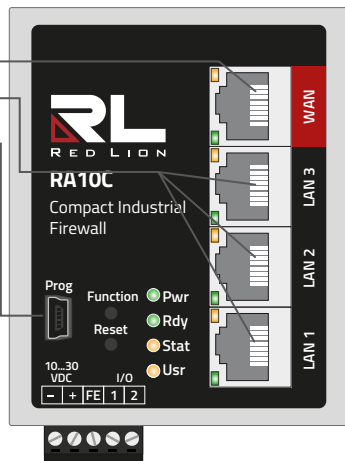 WAN
RL
RED LION
RA10C
Compact Industrial
Firewall
LAN 3
LAN 2
LAN 1
Prog
Function
Reset
Pwr
Rdy
Stat
Usr
10...30
VDC
I/O
- + FE 1 2